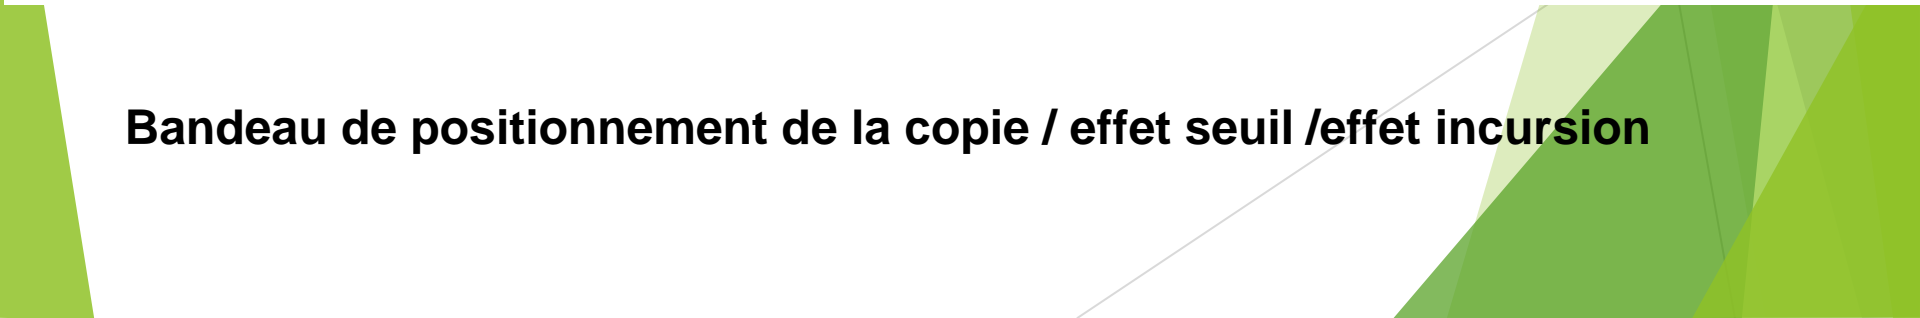 Bandeau de positionnement de la copie / effet seuil /effet incursion